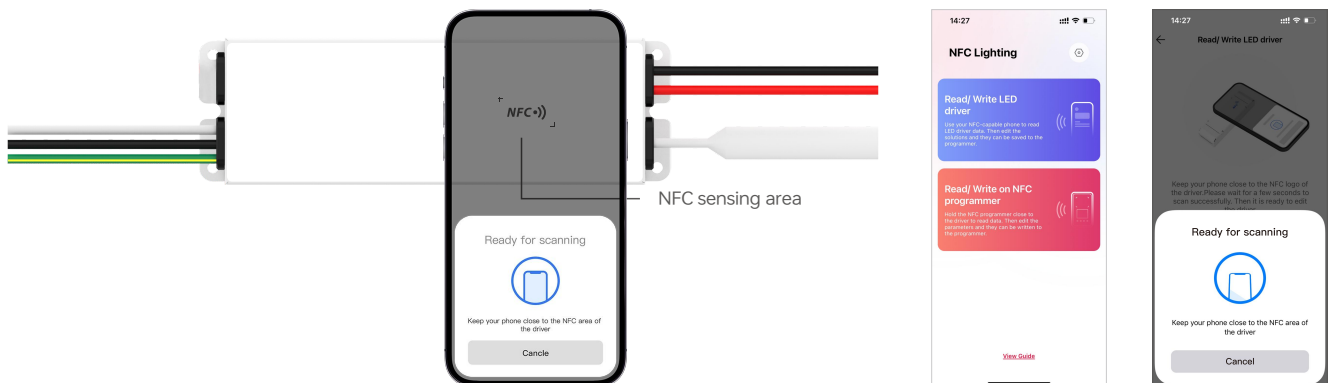 NFC
NFC sensing area
Ready for scanning
Keep your phone close to the NFC area of
the driver
Cancle
14:27
NFC Lighting
Read/ Write LED
driver
Use your NFC-capable phone to read
LED driver data. Then edit the
solutions and they can be saved to the
programmer.
Read/ Write on NFC
programmer
Hold the NFC programmer close to
the driver to read data. Then edit the
parameters and they can be written to
the programmer.
View Guide
14:27
Read/ Write LED driver
Keep your phone close to the NFC logo of
the driver.Please wait for a few seconds to
scan successfully. Then it is ready to edit
the driver
Ready for scanning
Keep your phone close to the NFC area of
the driver
Cancel